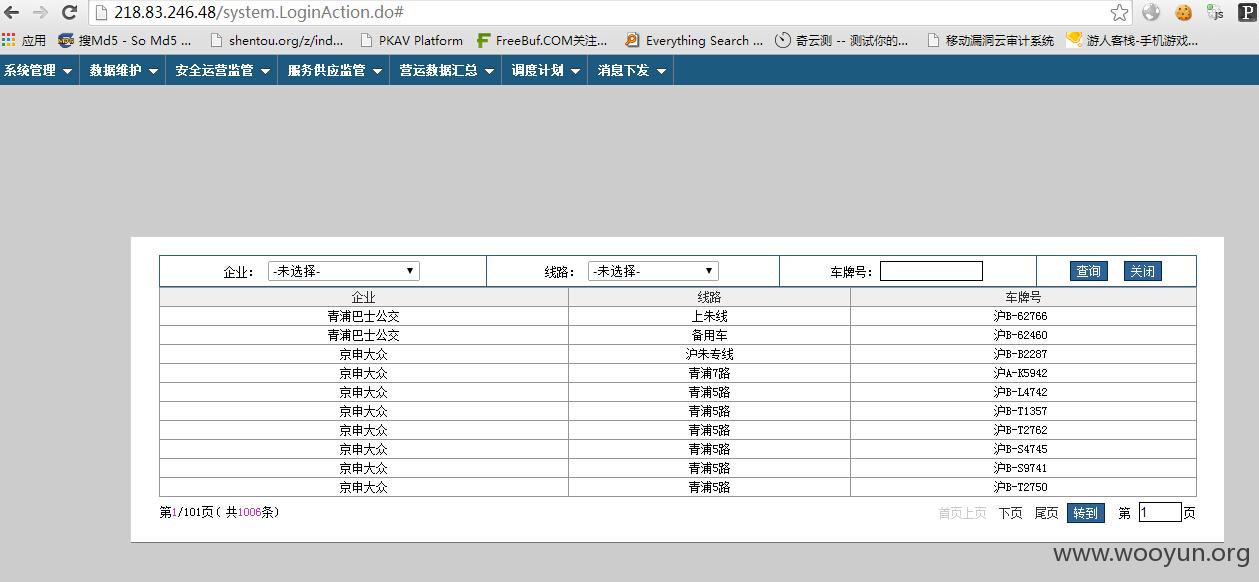 218.83.246.48/system.LoginAction.do#
应用 搜Md5 - So Md5 ... shentou.org/z/ind... PKAV Platform FreeBuf.COM关注... Everything Search ... 奇云测 -- 测试你的... 移动漏洞云审计系统 游人客栈-手机游戏...
系统管理 数据维护 安全运营监管 服务供应监管 营运数据汇总 调度计划 消息下发
企业： -未选择- 线路： -未选择- 车牌号： 查询 关闭
企业 线路 车牌号
青浦巴士公交 上朱线 沪B-62766
青浦巴士公交 备用车 沪B-62460
京申大众 沪朱专线 沪B-B2287
京申大众 青浦7路 沪A-K5942
京申大众 青浦5路 沪B-L4742
京申大众 青浦5路 沪B-T1357
京申大众 青浦5路 沪B-T2762
京申大众 青浦5路 沪B-S4745
京申大众 青浦5路 沪B-S9741
京申大众 青浦5路 沪B-T2750
第1/101页( 共1006条) 首页上页 下页 尾页 转到 第 1 页
www.wooyun.org